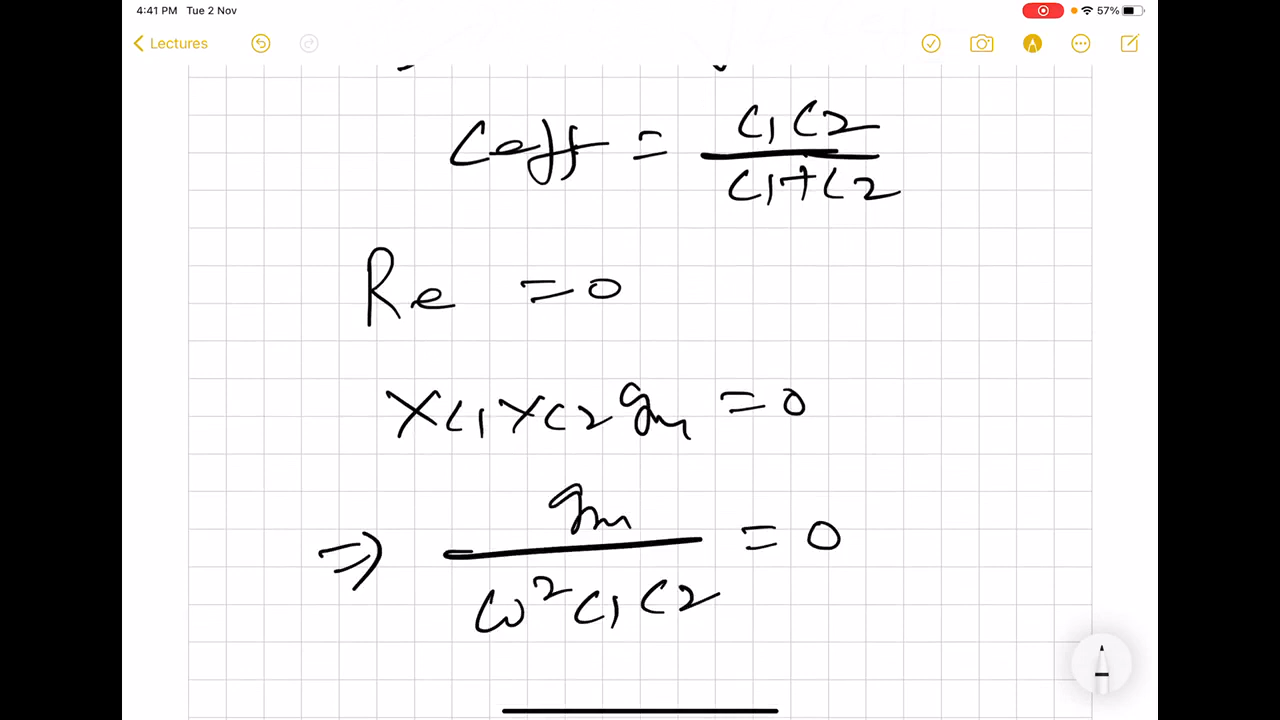 4:41 PM Tue 2 Nov 57%
Lectures
Ceff = C1C2 / C1+C2
Re = 0
XC1XC2gm = 0
⇒ gm / ω²C1C2 = 0